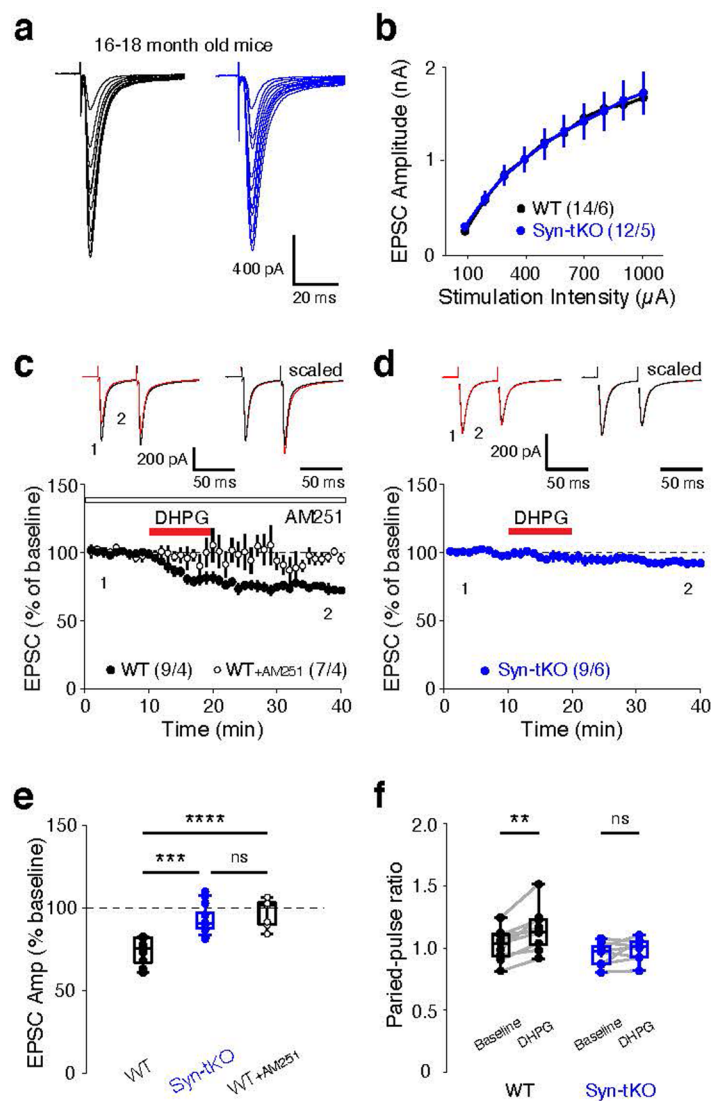 a
16-18 month old mice
400 pA
20 ms
b
EPSC Amplitude (nA)
2
1
0
WT (14/6)
Syn-tKO (12/5)
100 400 700 1000
Stimulation Intensity (µA)
c
scaled
1
2
200 pA
50 ms
50 ms
EPSC (% of baseline)
150
100
50
0
DHPG
AM251
1
2
WT (9/4)
WT+AM251 (7/4)
0 10 20 30 40
Time (min)
d
scaled
1
2
200 pA
50 ms
50 ms
EPSC (% of baseline)
150
100
50
0
DHPG
1
2
Syn-tKO (9/6)
0 10 20 30 40
Time (min)
e
EPSC Amp (% baseline)
150
100
50
0
****
***
ns
WT
Syn-tKO
WT+AM251
f
Paried-pulse ratio
2.0
1.5
1.0
0.5
0
**
ns
Baseline
DHPG
Baseline
DHPG
WT
Syn-tKO